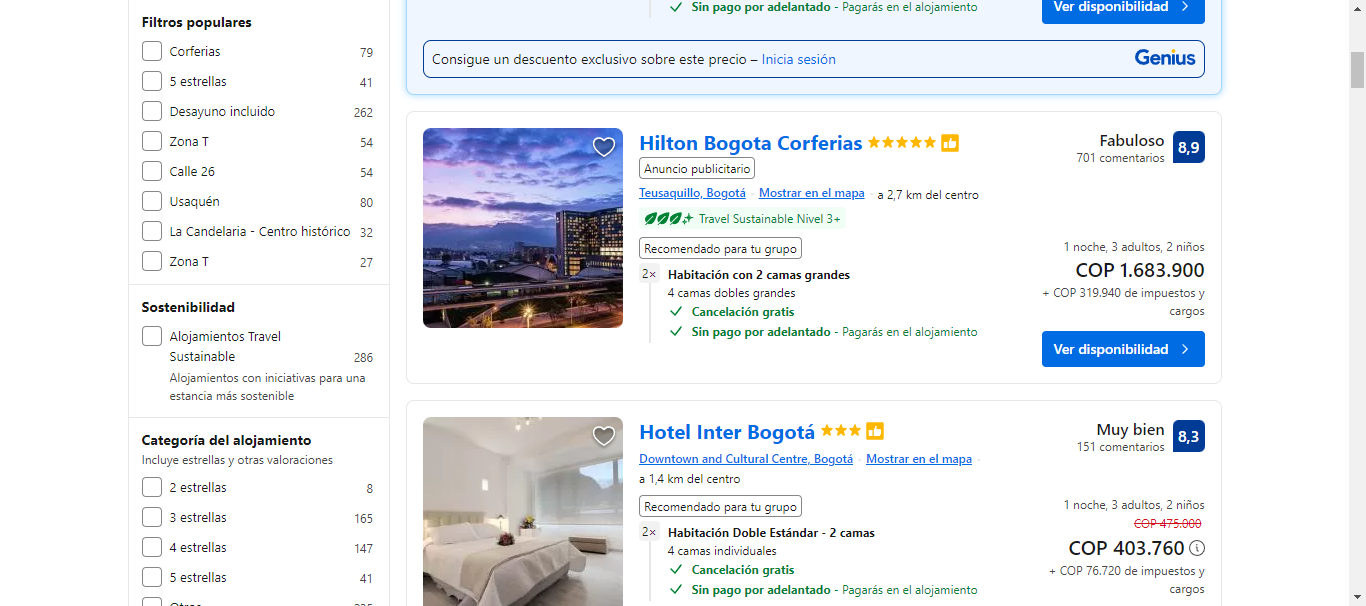 Filtros populares
Corferias 79
5 estrellas 41
Desayuno incluido 262
Zona T 54
Calle 26 54
Usaquén 80
La Candelaria - Centro histórico 32
Zona T 27
Sostenibilidad
Alojamientos Travel
Sustainable 286
Alojamientos con iniciativas para una
estancia más sostenible
Categoría del alojamiento
Incluye estrellas y otras valoraciones
2 estrellas 8
3 estrellas 165
4 estrellas 147
5 estrellas 41
Sin pago por adelantado - Pagarás en el alojamiento
Ver disponibilidad
Consigue un descuento exclusivo sobre este precio – Inicia sesión
Genius
Hilton Bogota Corferias
Anuncio publicitario
Teusaquillo, Bogotá · Mostrar en el mapa · a 2,7 km del centro
Travel Sustainable Nivel 3+
Recomendado para tu grupo
2× Habitación con 2 camas grandes
4 camas dobles grandes
Cancelación gratis
Sin pago por adelantado - Pagarás en el alojamiento
Fabuloso
701 comentarios
8,9
1 noche, 3 adultos, 2 niños
COP 1.683.900
+ COP 319.940 de impuestos y
cargos
Ver disponibilidad
Hotel Inter Bogotá
Downtown and Cultural Centre, Bogotá · Mostrar en el mapa ·
a 1,4 km del centro
Recomendado para tu grupo
2× Habitación Doble Estándar - 2 camas
4 camas individuales
Cancelación gratis
Sin pago por adelantado - Pagarás en el alojamiento
Muy bien
151 comentarios
8,3
1 noche, 3 adultos, 2 niños
COP 475.000
COP 403.760
+ COP 76.720 de impuestos y
cargos